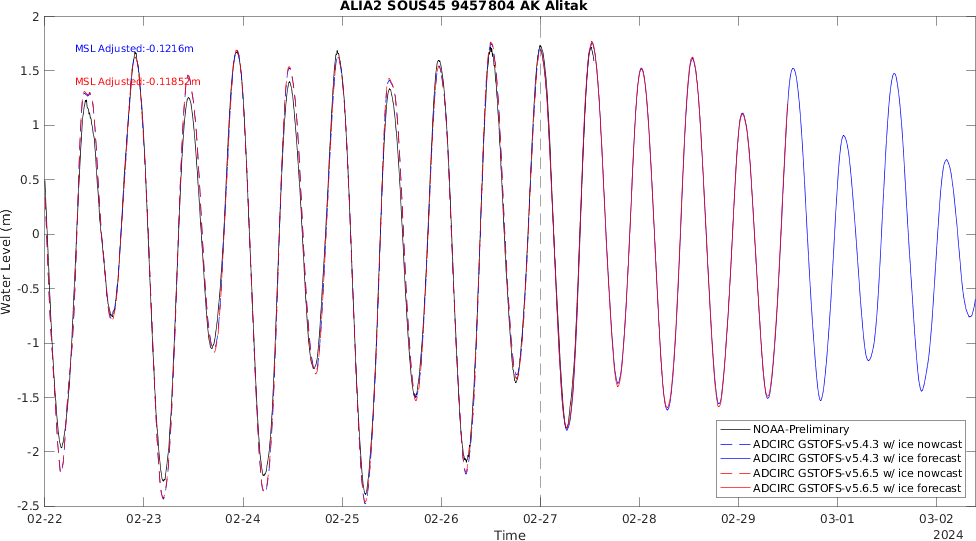 ALIA2 SOUS45 9457804 AK Alitak
MSL Adjusted:-0.1216m
MSL Adjusted:-0.11852m
Water Level (m)
2
1.5
1
0.5
0
-0.5
-1
-1.5
-2
-2.5
02-22 02-23 02-24 02-25 02-26 02-27 02-28 02-29 03-01 03-02
Time
2024
NOAA-Preliminary
ADCIRC GSTOFS-v5.4.3 w/ ice nowcast
ADCIRC GSTOFS-v5.4.3 w/ ice forecast
ADCIRC GSTOFS-v5.6.5 w/ ice nowcast
ADCIRC GSTOFS-v5.6.5 w/ ice forecast